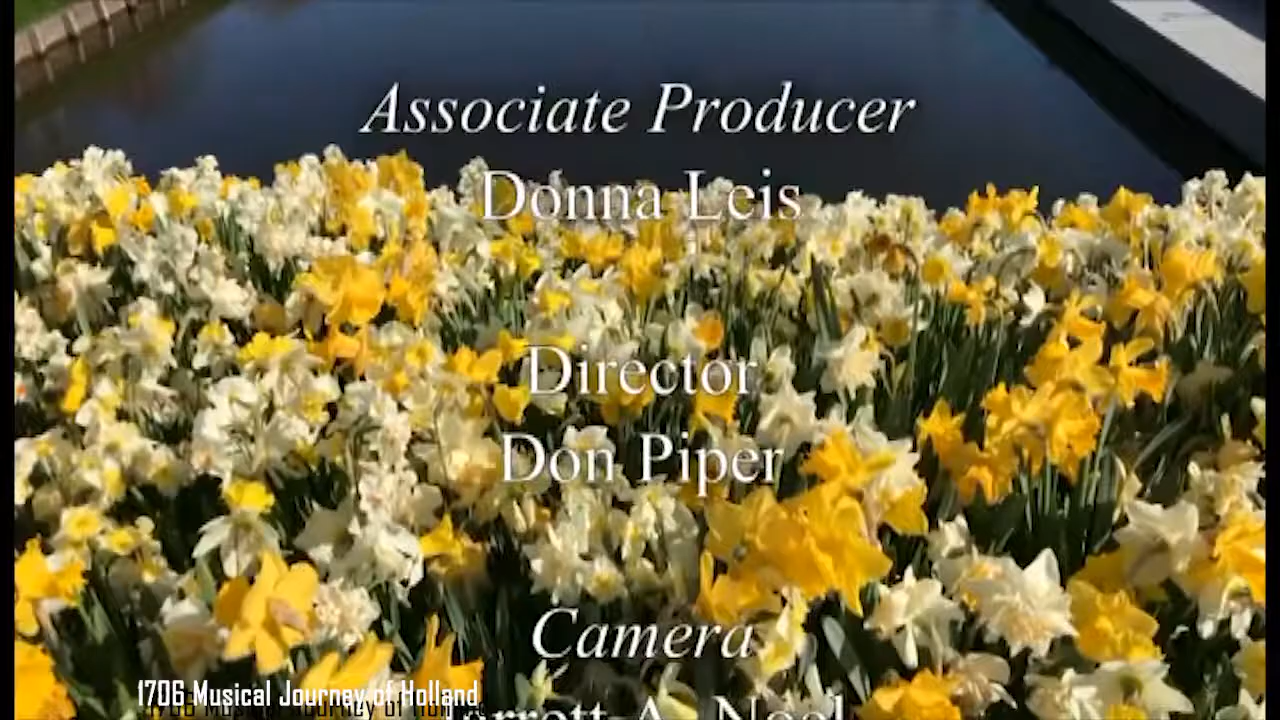 Associate Producer
Donna Leis
Director
Don Piper
Camera
1706 Musical Journey of Holland